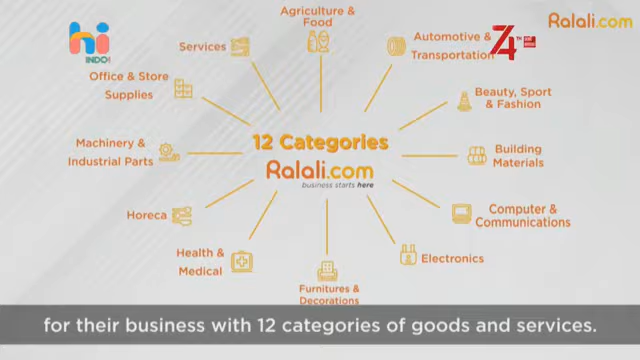 hi
INDO!
74
TH
Ralali.com
Agriculture &
Food
Automotive &
Transportation
Beauty, Sport
& Fashion
Building
Materials
Computer &
Communications
Electronics
Furnitures &
Decorations
Health &
Medical
Horeca
Machinery &
Industrial Parts
Office & Store
Supplies
Services
12 Categories
Ralali.com
business starts here
for their business with 12 categories of goods and services.